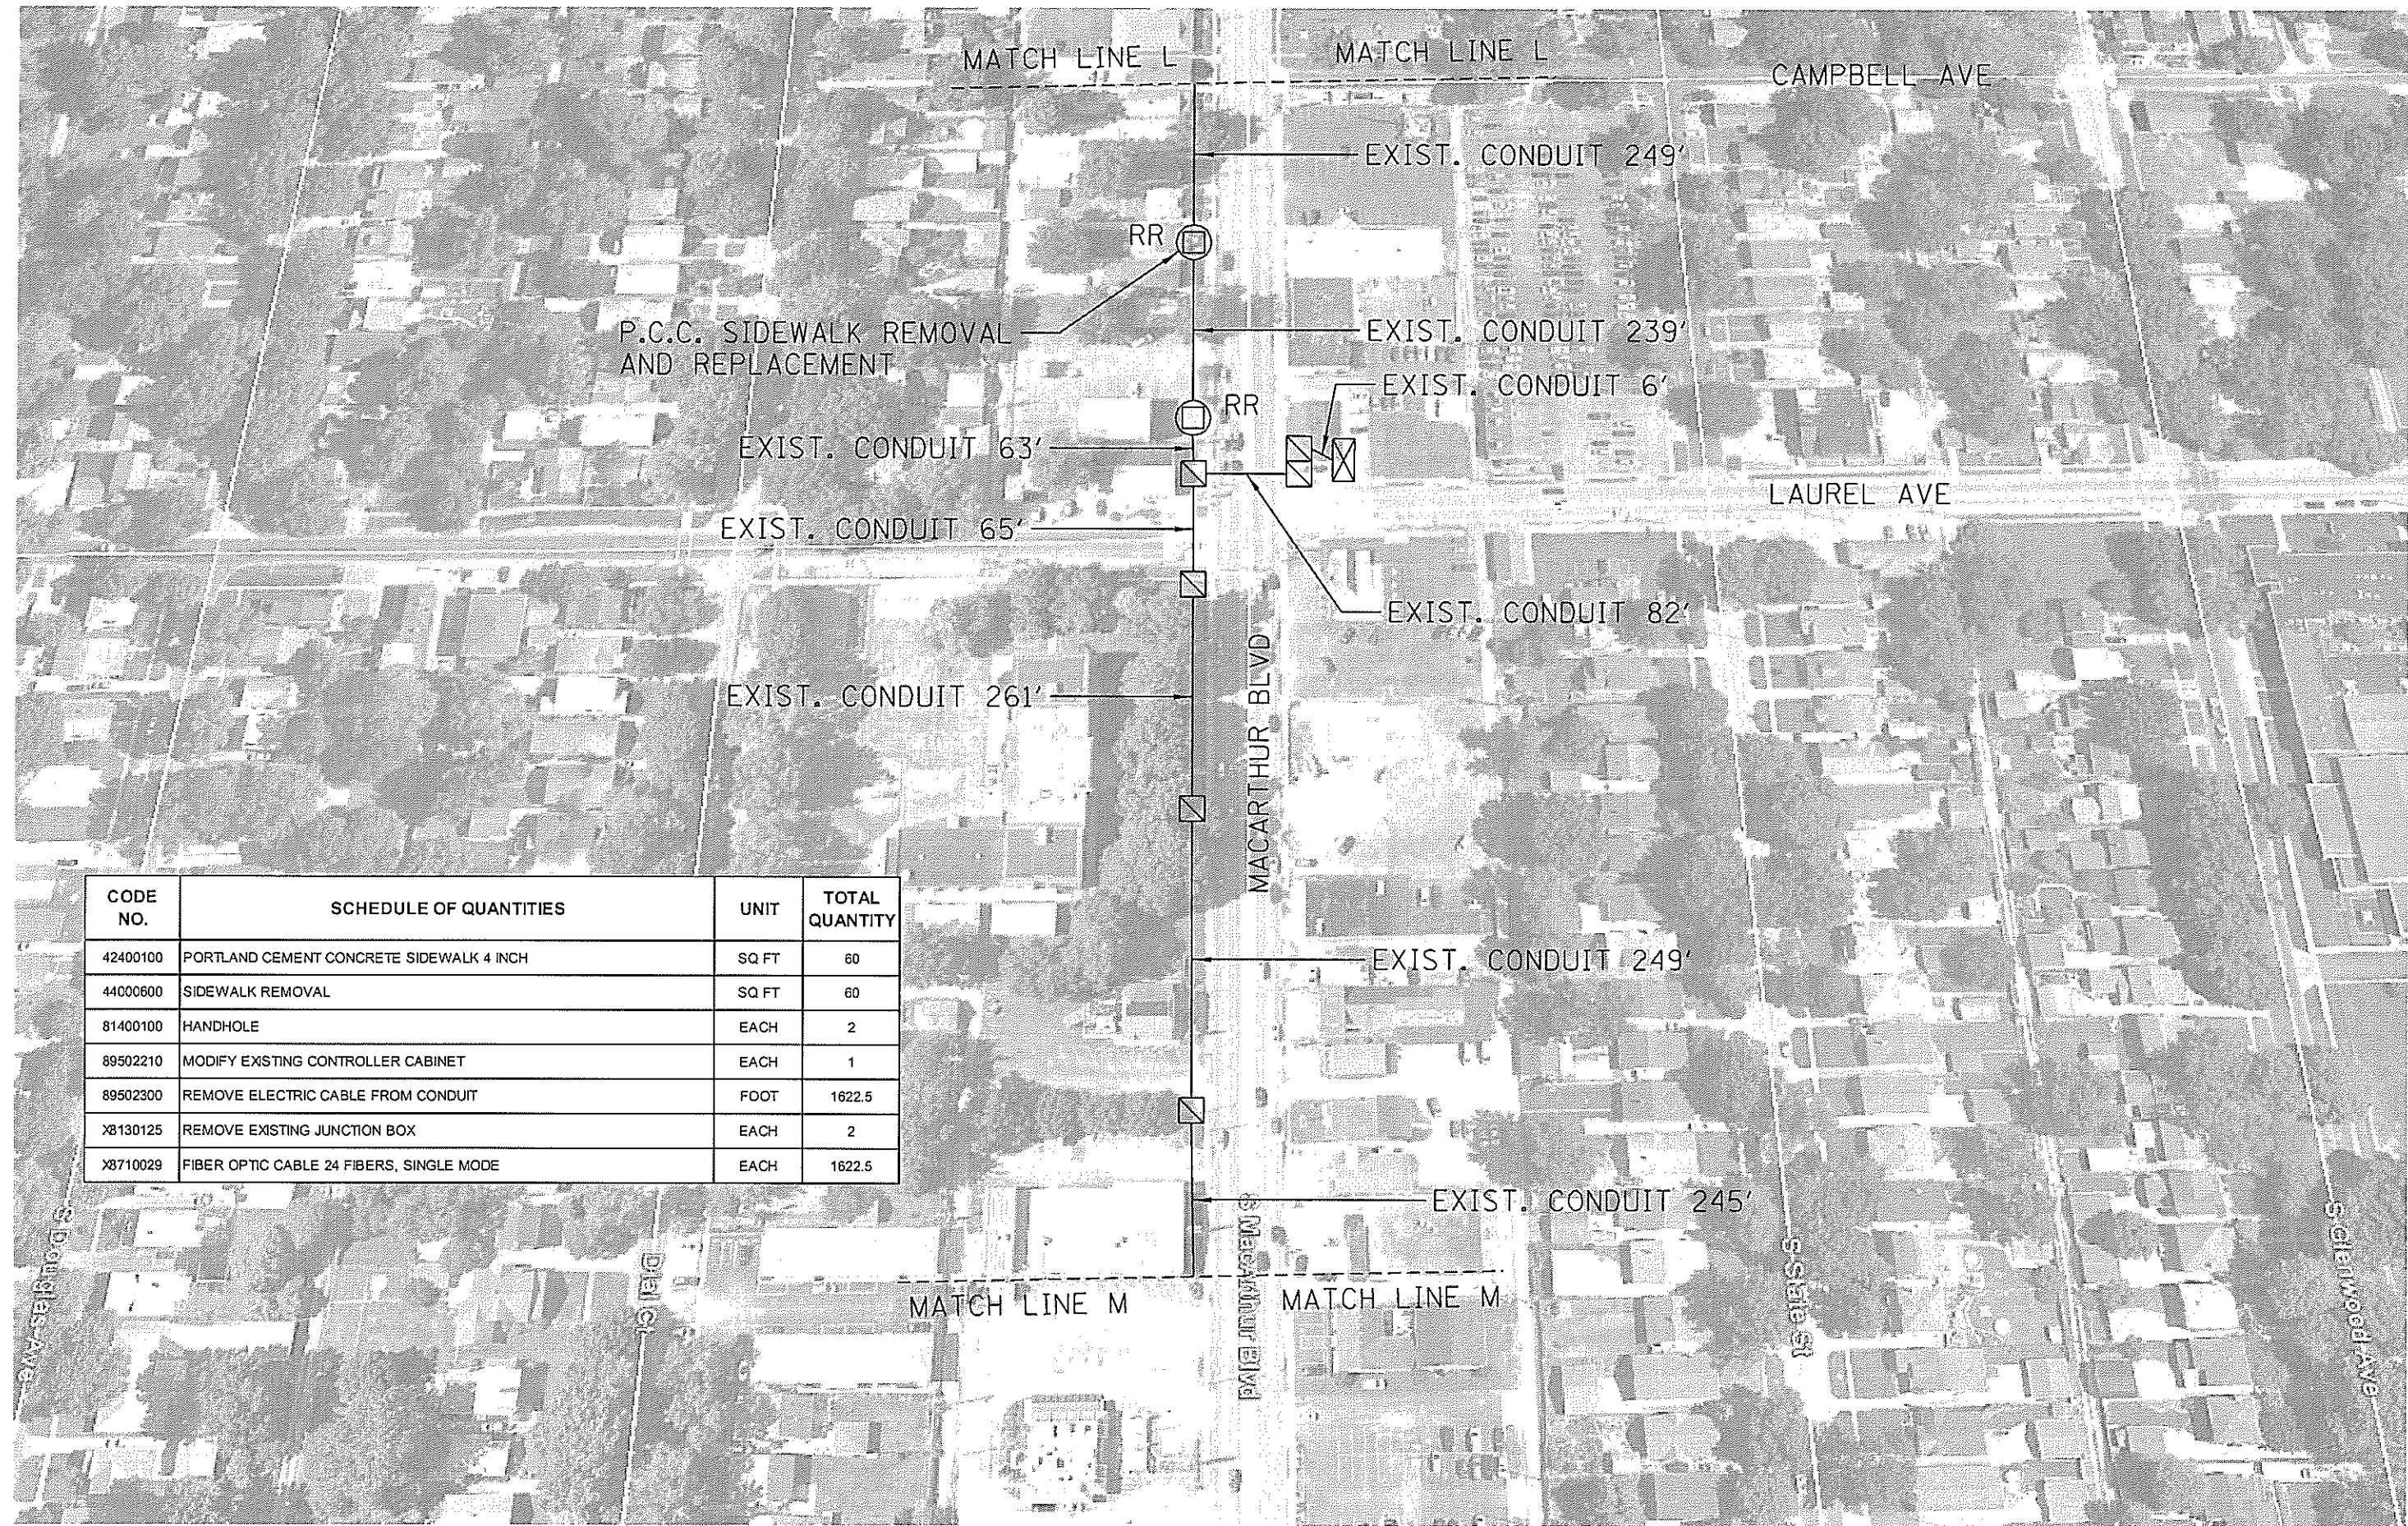 MATCH LINE L
MATCH LINE L
CAMPBELL AVE
EXIST. CONDUIT 249'
RR
P.C.C. SIDEWALK REMOVAL
AND REPLACEMENT
EXIST. CONDUIT 239'
EXIST. CONDUIT 6'
RR
EXIST. CONDUIT 63'
LAUREL AVE
EXIST. CONDUIT 65'
EXIST. CONDUIT 82'
MACARTHUR BLVD
EXIST. CONDUIT 261'
CODE NO. SCHEDULE OF QUANTITIES UNIT TOTAL QUANTITY
42400100 PORTLAND CEMENT CONCRETE SIDEWALK 4 INCH SQ FT 60
44000600 SIDEWALK REMOVAL SQ FT 60
81400100 HANDHOLE EACH 2
89502210 MODIFY EXISTING CONTROLLER CABINET EACH 1
89502300 REMOVE ELECTRIC CABLE FROM CONDUIT FOOT 1622.5
X8130125 REMOVE EXISTING JUNCTION BOX EACH 2
X8710029 FIBER OPTIC CABLE 24 FIBERS, SINGLE MODE EACH 1622.5
EXIST. CONDUIT 249'
EXIST. CONDUIT 245'
S Douglas Ave
Dial Ct
S MacArthur Blvd
S State St
S Glenwood Ave
MATCH LINE M
MATCH LINE M